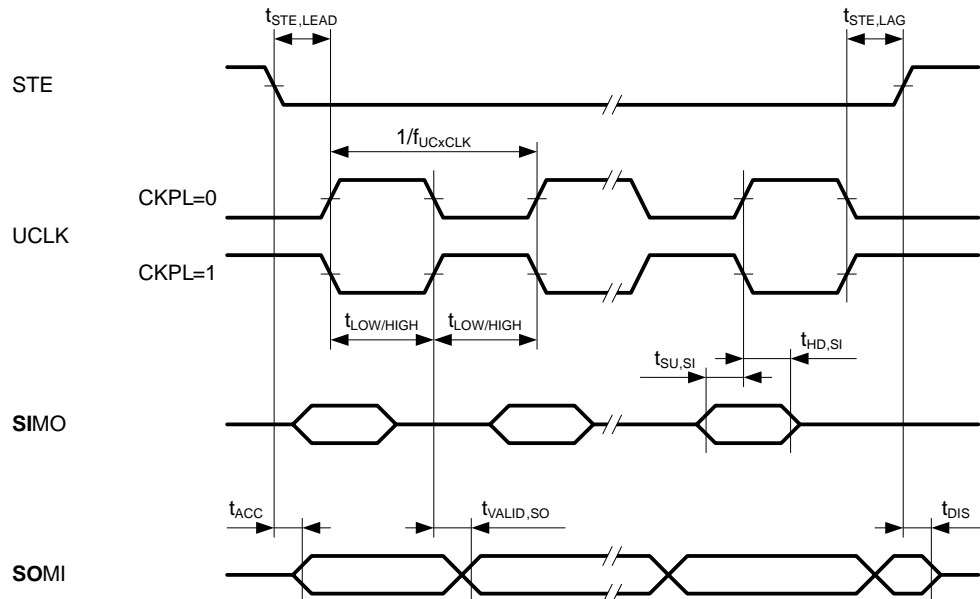 tSTE,LEAD
tSTE,LAG
STE
1/fUCxCLK
CKPL=0
UCLK
CKPL=1
tLOW/HIGH tLOW/HIGH
tSU,SI
tHD,SI
SIMO
tACC
tVALID,SO
tDIS
SOMI